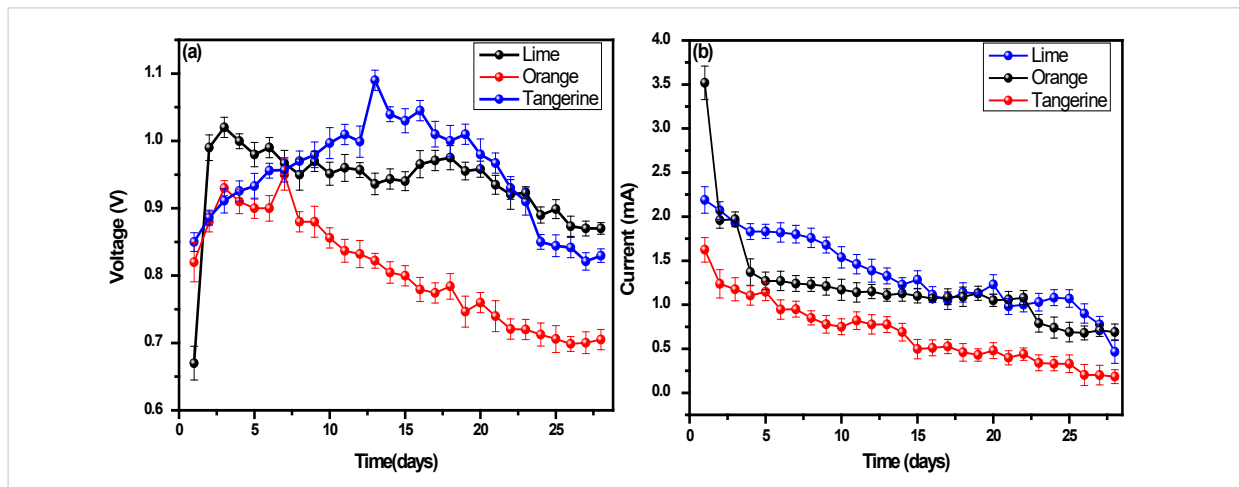 (a)
Lime
Orange
Tangerine
1.1
1.0
0.9
0.8
0.7
0.6
Voltage (V)
0 5 10 15 20 25
Time(days)
(b)
Lime
Orange
Tangerine
4.0
3.5
3.0
2.5
2.0
1.5
1.0
0.5
0.0
Current (mA)
0 5 10 15 20 25
Time (days)